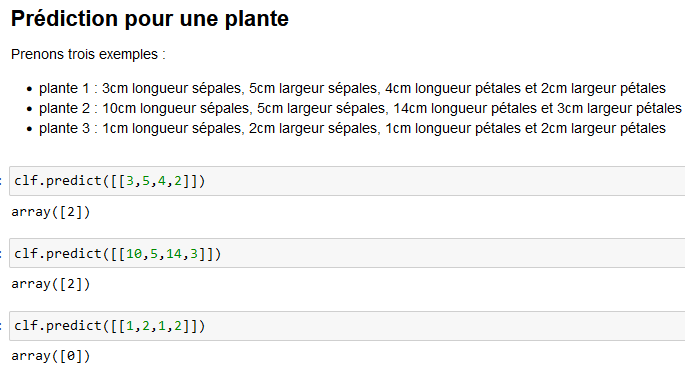 Prédiction pour une plante
Prenons trois exemples :
• plante 1 : 3cm longueur sépales, 5cm largeur sépales, 4cm longueur pétales et 2cm largeur pétales
• plante 2 : 10cm longueur sépales, 5cm largeur sépales, 14cm longueur pétales et 3cm largeur pétales
• plante 3 : 1cm longueur sépales, 2cm largeur sépales, 1cm longueur pétales et 2cm largeur pétales
: clf.predict([[3,5,4,2]])
array([2])
: clf.predict([[10,5,14,3]])
array([2])
: clf.predict([[1,2,1,2]])
array([0])